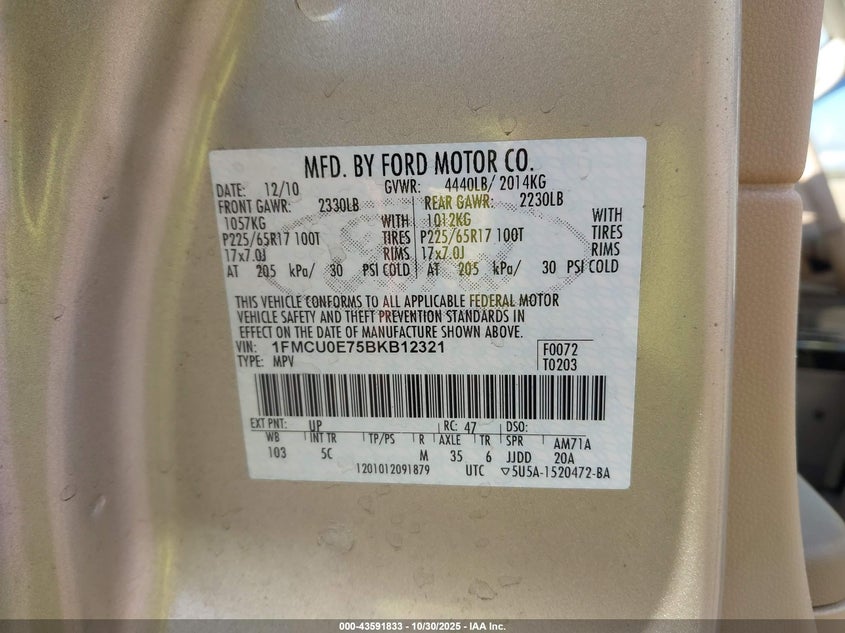 MFD. BY FORD MOTOR CO.
DATE: 12/10 GVWR: 4440LB/ 2014KG
FRONT GAWR: 2330LB REAR GAWR: 2230LB
1057KG WITH 1012KG WITH
P225/65R17 100T TIRES P225/65R17 100T TIRES
17x7.0J RIMS 17x7.0J RIMS
AT 205 kPa/ 30 PSI COLD AT 205 kPa/ 30 PSI COLD
THIS VEHICLE CONFORMS TO ALL APPLICABLE FEDERAL MOTOR
VEHICLE SAFETY AND THEFT PREVENTION STANDARDS IN
EFFECT ON THE DATE OF MANUFACTURE SHOWN ABOVE.
VIN: 1FMCU0E75BKB12321 F0072
TYPE: MPV T0203
EXT PNT: UP RC: 47 DSO:
WB INT TR TP/PS R AXLE TR SPR AM71A
103 5C M 35 6 JJDD 20A
1201012091879 UTC ▽5U5A-1520472-BA
000-43591833 - 10/30/2025 - IAA Inc.